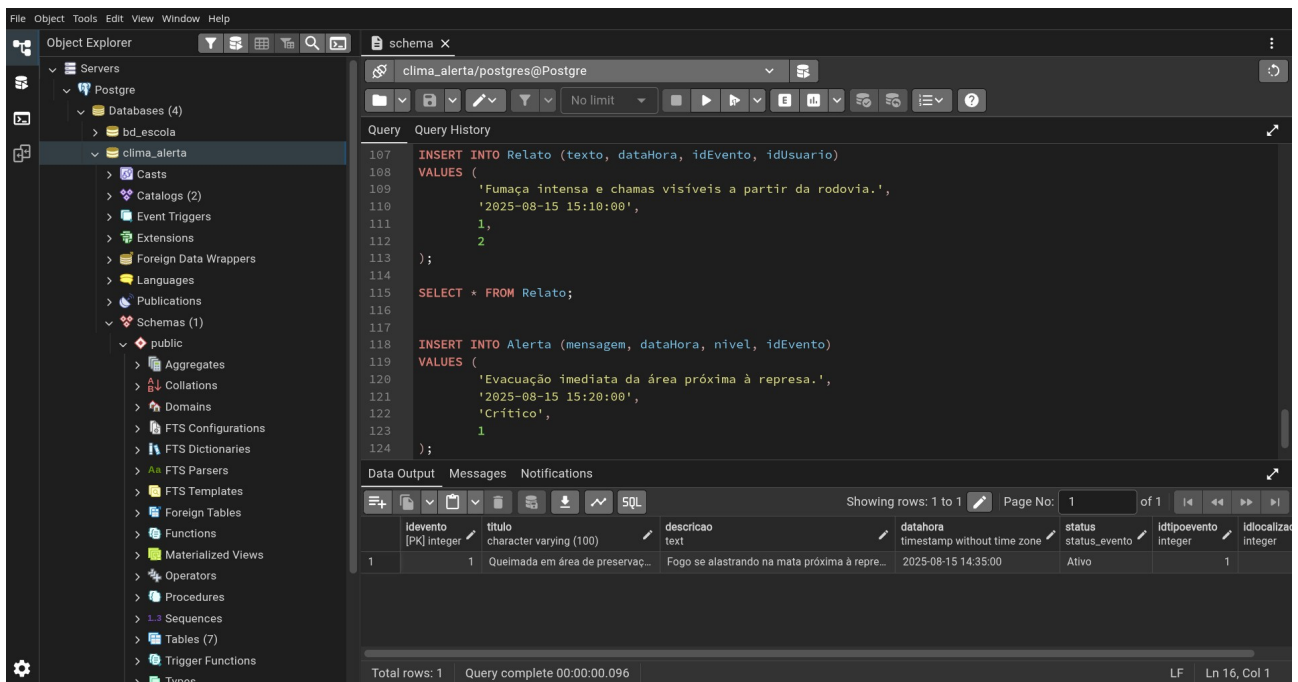 File Object Tools Edit View Window Help
Object Explorer
schema
Servers
Postgre
Databases (4)
bd_escola
clima_alerta
Casts
Catalogs (2)
Event Triggers
Extensions
Foreign Data Wrappers
Languages
Publications
Schemas (1)
public
Aggregates
Collations
Domains
FTS Configurations
FTS Dictionaries
Aa FTS Parsers
FTS Templates
Foreign Tables
Functions
Materialized Views
Operators
Procedures
1..3 Sequences
Tables (7)
Trigger Functions
Types
clima_alerta/postgres@Postgre
No limit
E
Query Query History
107 INSERT INTO Relato (texto, dataHora, idEvento, idUsuario)
108 VALUES (
109 'Fumaça intensa e chamas visíveis a partir da rodovia.',
110 '2025-08-15 15:10:00',
111 1,
112 2
113 );
114
115 SELECT * FROM Relato;
116
117
118 INSERT INTO Alerta (mensagem, dataHora, nivel, idEvento)
119 VALUES (
120 'Evacuação imediata da área próxima à represa.',
121 '2025-08-15 15:20:00',
122 'Crítico',
123 1
124 );
Data Output Messages Notifications
SQL Showing rows: 1 to 1 Page No: 1 of 1
idevento titulo descricao datahora status idtipoevento idlocalizac
[PK] integer character varying (100) text timestamp without time zone status_evento integer integer
1 1 Queimada em área de preservaç... Fogo se alastrando na mata próxima à repre... 2025-08-15 14:35:00 Ativo 1
Total rows: 1 Query complete 00:00:00.096 LF Ln 16, Col 1